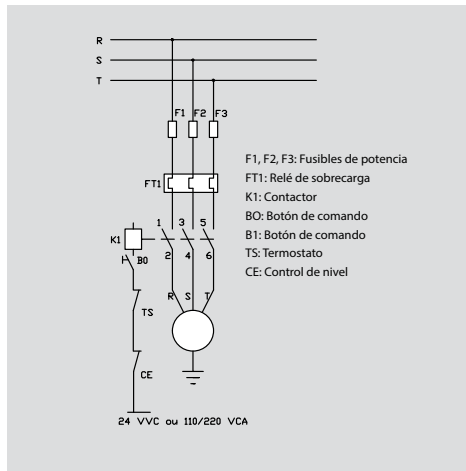 R
S
T
F1 F2 F3
FT1
1 3 5
K1
2 4 6
B0
R S T
TS
CE
24 VVC ou 110/220 VCA
F1, F2, F3: Fusibles de potencia
FT1: Relé de sobrecarga
K1: Contactor
BO: Botón de comando
B1: Botón de comando
TS: Termostato
CE: Control de nivel